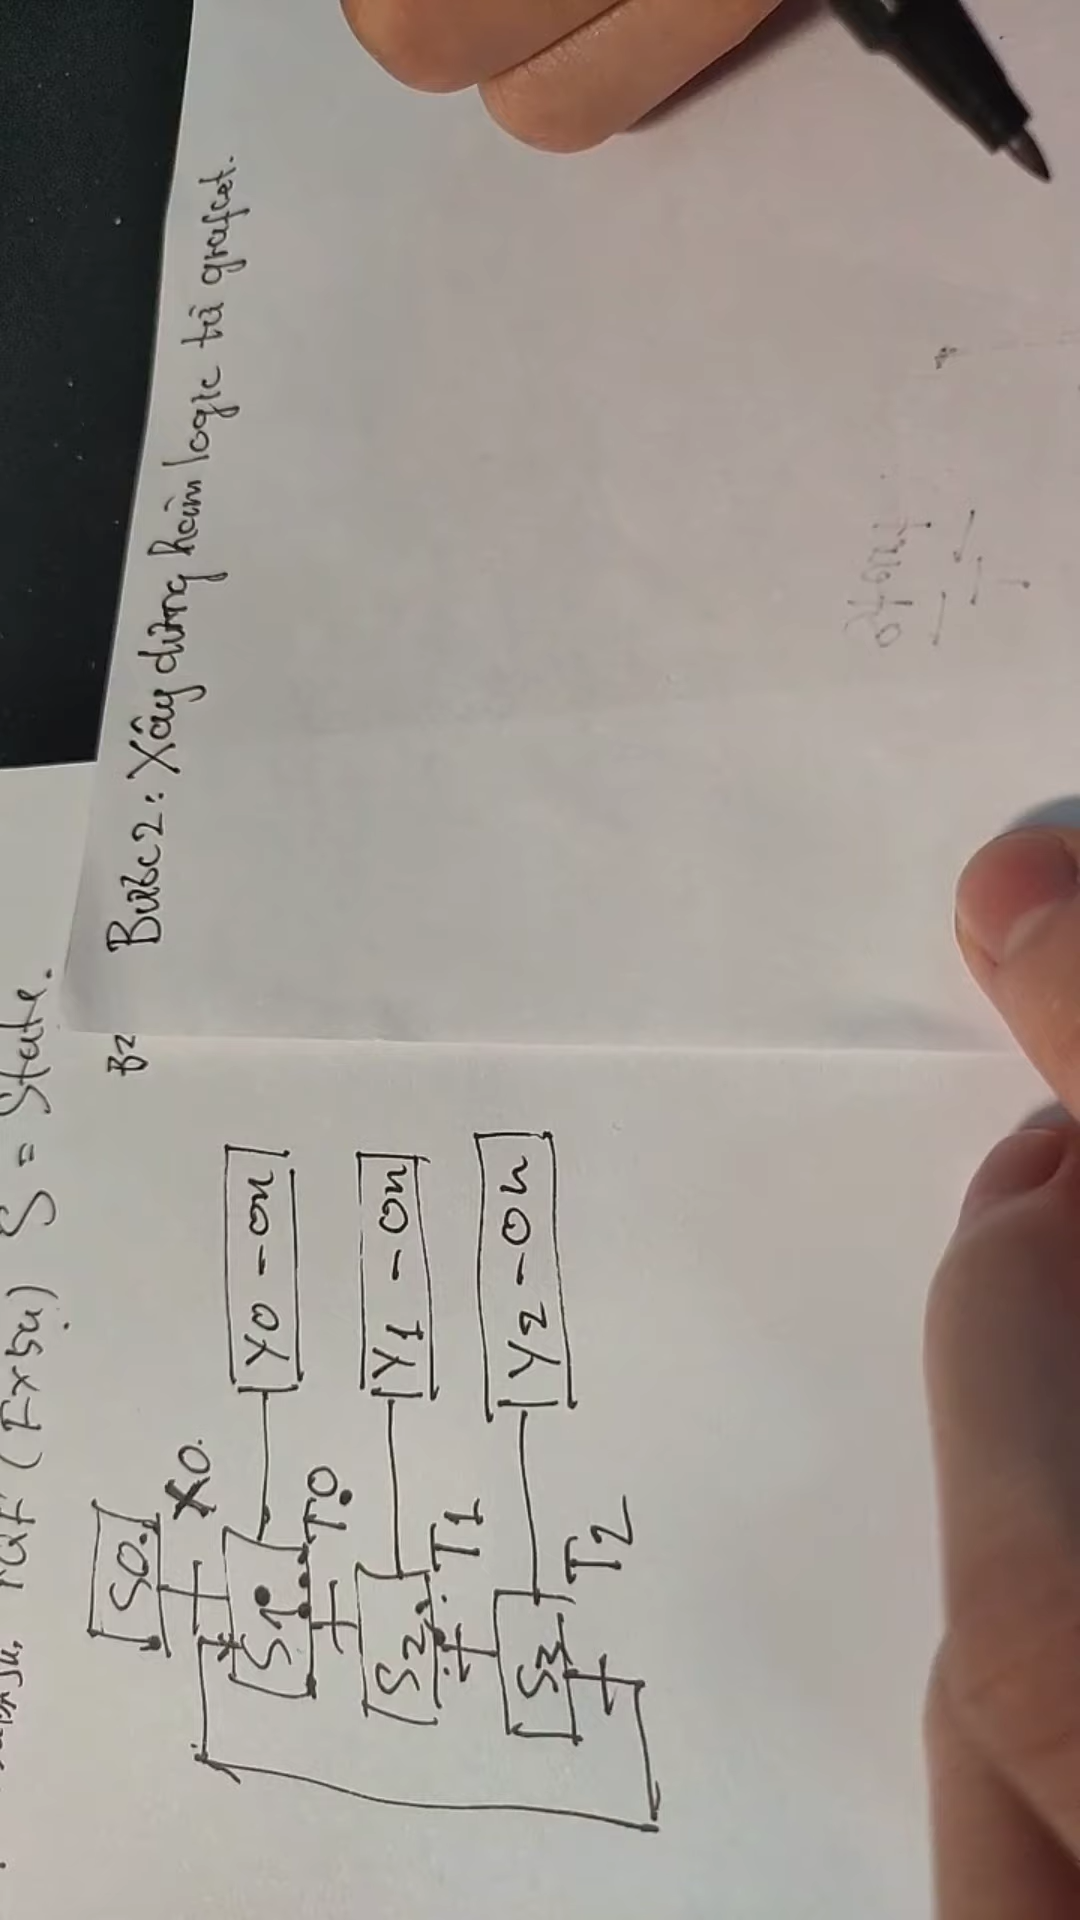 S = State.
B2
Bước 2: Xây dựng hàm logic từ grafcet.
S0.
X0.
S1
Y0 - on
T0
S2
Y1 - on
T1
S3
Y2 - on
T2